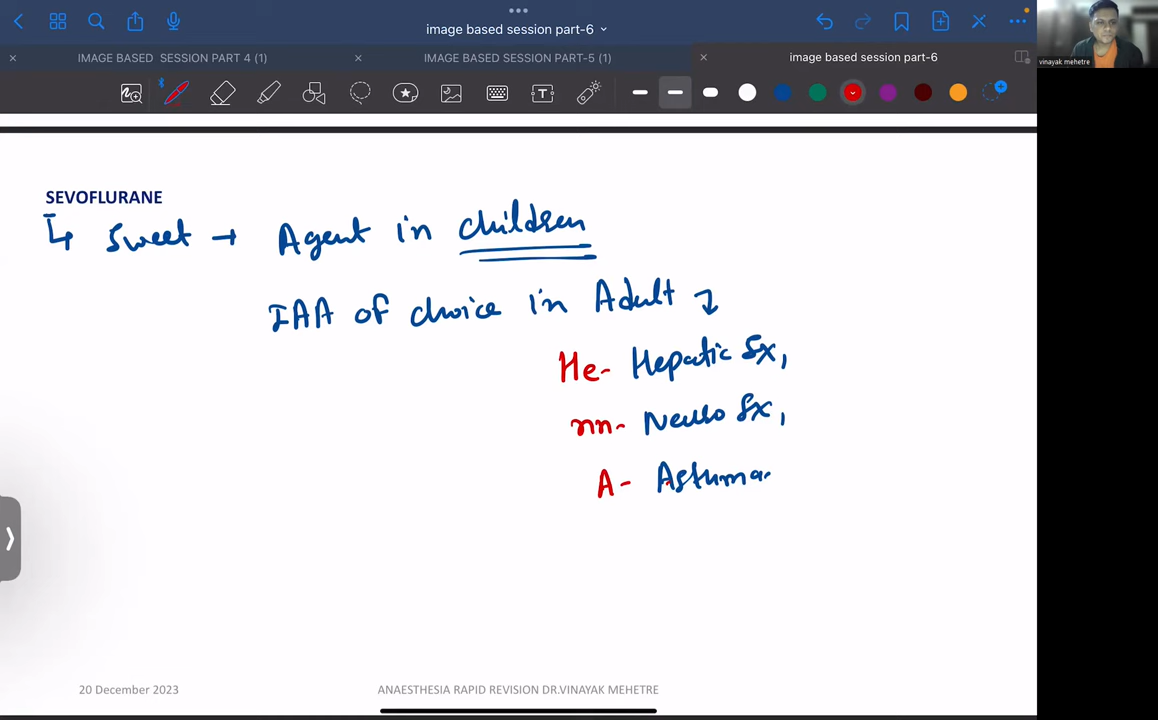 image based session part-6
IMAGE BASED SESSION PART 4 (1)
IMAGE BASED SESSION PART-5 (1)
image based session part-6
vinayak mehetre
SEVOFLURANE
↳ Sweet → Agent in children
IAA of choice in Adult ↴
He- Hepatic Sx,
nn- Neuro Sx,
A- Asthma
20 December 2023
ANAESTHESIA RAPID REVISION DR.VINAYAK MEHETRE